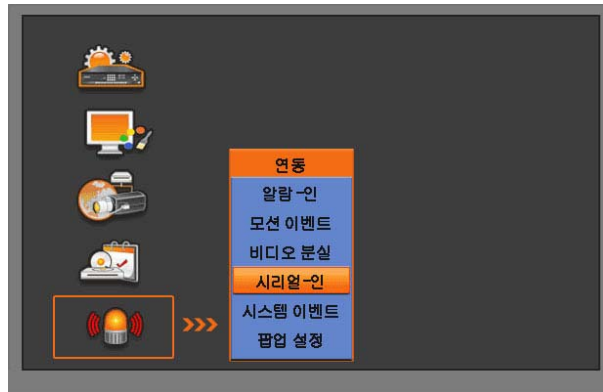 연동
알람-인
모션 이벤트
비디오 분실
시리얼-인
시스템 이벤트
팝업 설정